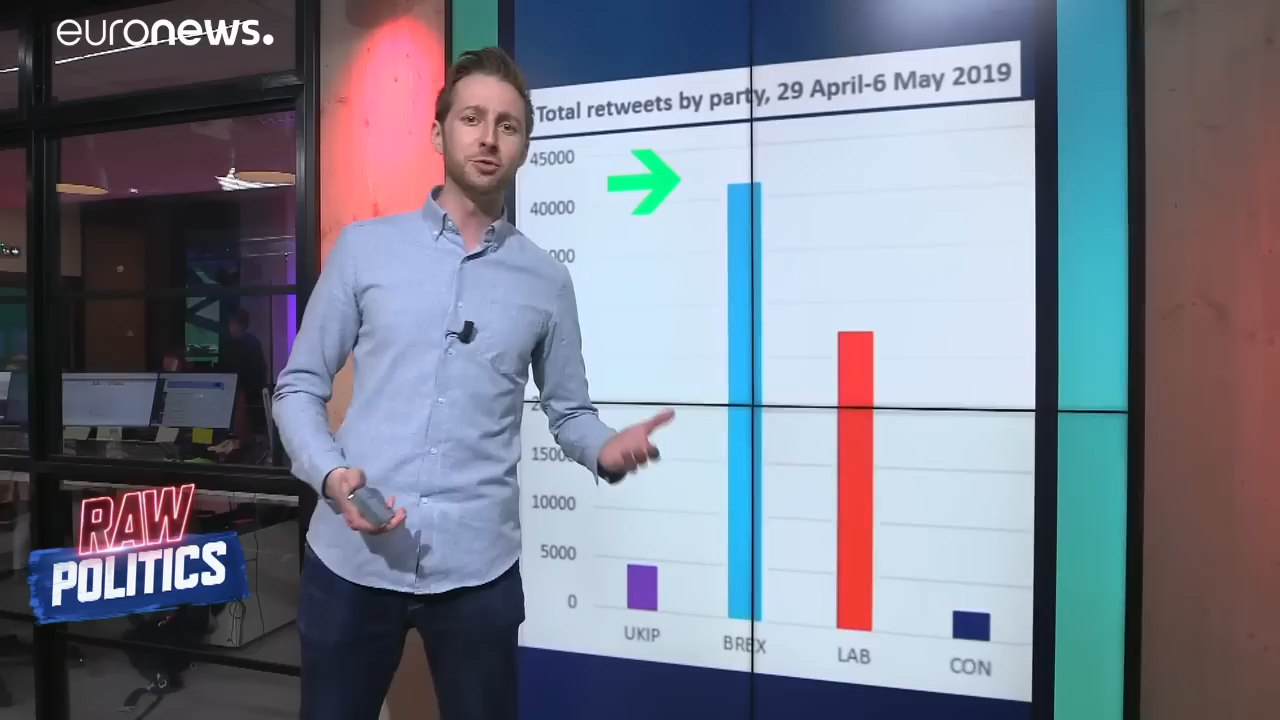 euronews.
Total retweets by party, 29 April-6 May 2019
45000
40000
15000
10000
5000
0
UKIP
BREX
LAB
CON
RAW
POLITICS